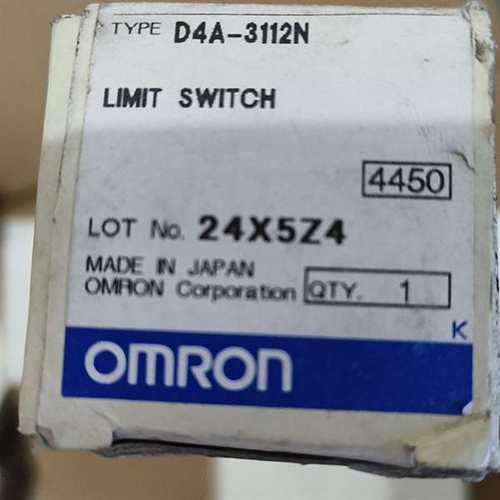 TYPE D4A-3112N
LIMIT SWITCH
4450
LOT No. 24X5Z4
MADE IN JAPAN
OMRON Corporation QTY. 1
K
OMRON